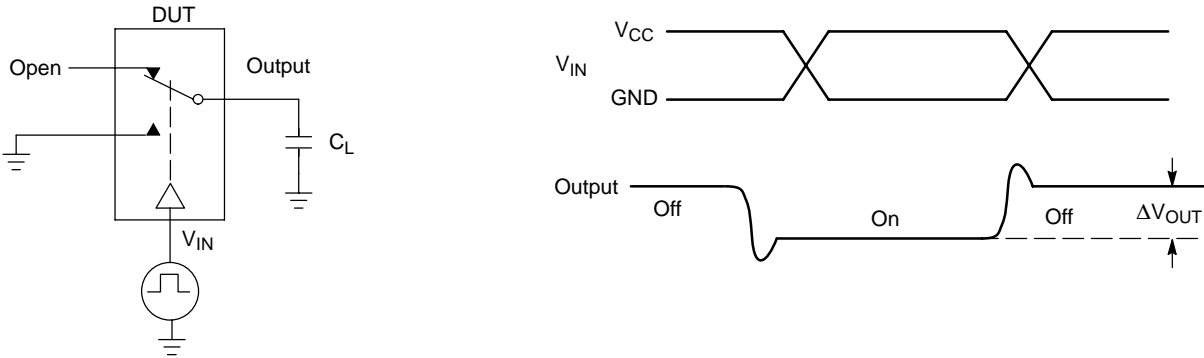 DUT
Open
Output
C_L
V_IN
V_CC
V_IN
GND
Output
Off
On
Off
ΔV_OUT